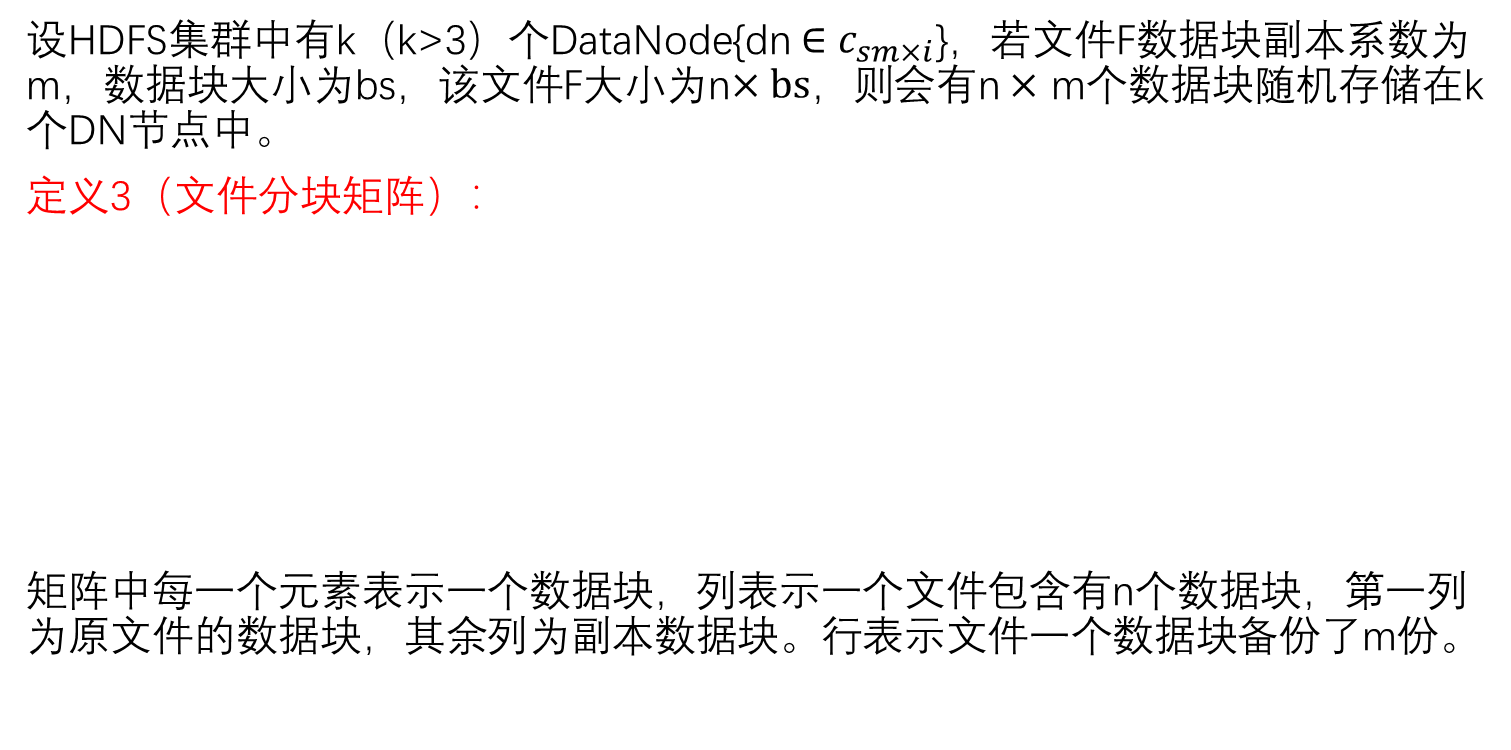 设HDFS集群中有k（k>3）个DataNode{dn ∈ 𝑐𝑠𝑚×𝑖}，若文件F数据块副本系数为
m，数据块大小为bs，该文件F大小为n× bs，则会有n × m个数据块随机存储在k
个DN节点中。
定义3（文件分块矩阵）：
矩阵中每一个元素表示一个数据块，列表示一个文件包含有n个数据块，第一列
为原文件的数据块，其余列为副本数据块。行表示文件一个数据块备份了m份。